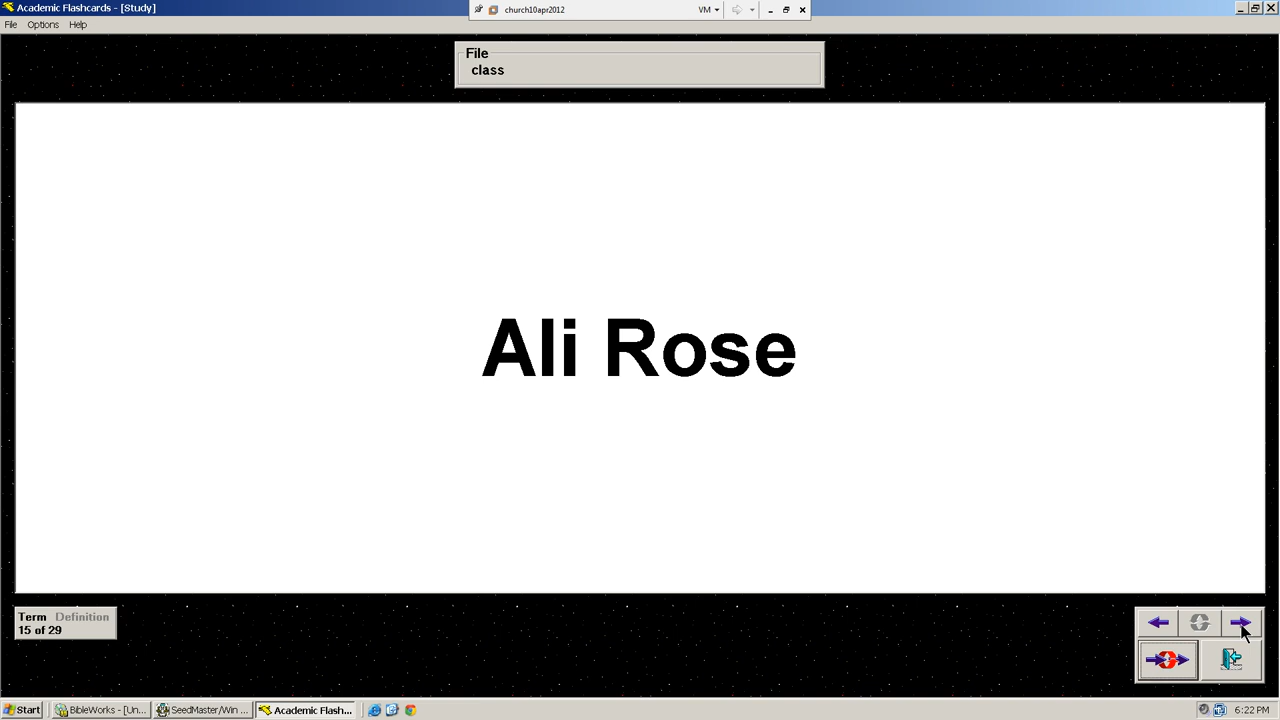 Academic Flashcards - [Study]
church10apr2012
VM
File Options Help
File
class
Ali Rose
Term Definition
15 of 29
Start
BibleWorks - [Un...
SeedMaster/Win ...
Academic Flash...
6:22 PM